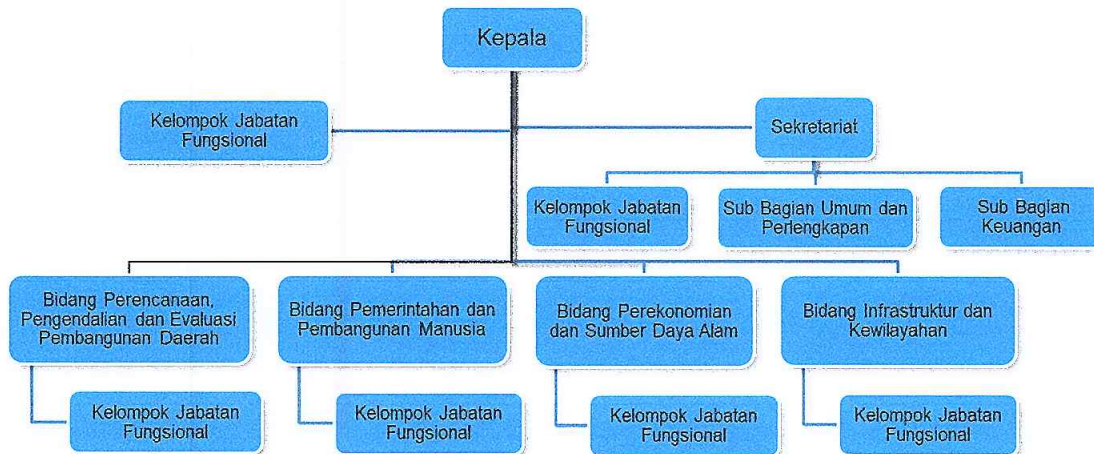 Kepala
Kelompok Jabatan
Fungsional
Sekretariat
Kelompok Jabatan
Fungsional
Sub Bagian Umum dan
Perlengkapan
Sub Bagian
Keuangan
Bidang Perencanaan,
Pengendalian dan Evaluasi
Pembangunan Daerah
Bidang Pemerintahan dan
Pembangunan Manusia
Bidang Perekonomian
dan Sumber Daya Alam
Bidang Infrastruktur dan
Kewilayahan
Kelompok Jabatan
Fungsional
Kelompok Jabatan
Fungsional
Kelompok Jabatan
Fungsional
Kelompok Jabatan
Fungsional